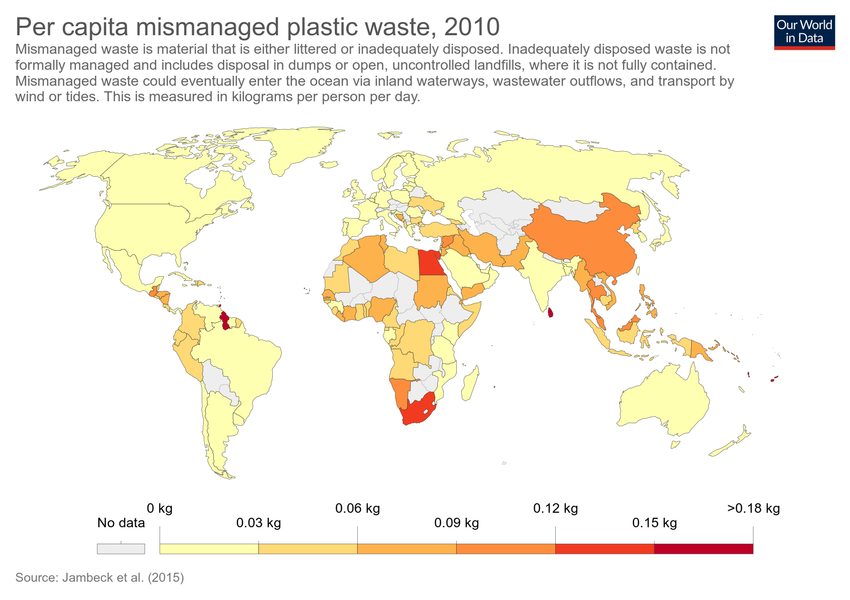 Per capita mismanaged plastic waste, 2010
Our World
in Data
Mismanaged waste is material that is either littered or inadequately disposed. Inadequately disposed waste is not
formally managed and includes disposal in dumps or open, uncontrolled landfills, where it is not fully contained.
Mismanaged waste could eventually enter the ocean via inland waterways, wastewater outflows, and transport by
wind or tides. This is measured in kilograms per person per day.
0 kg
0.06 kg
0.12 kg
>0.18 kg
No data
0.03 kg
0.09 kg
0.15 kg
Source: Jambeck et al. (2015)